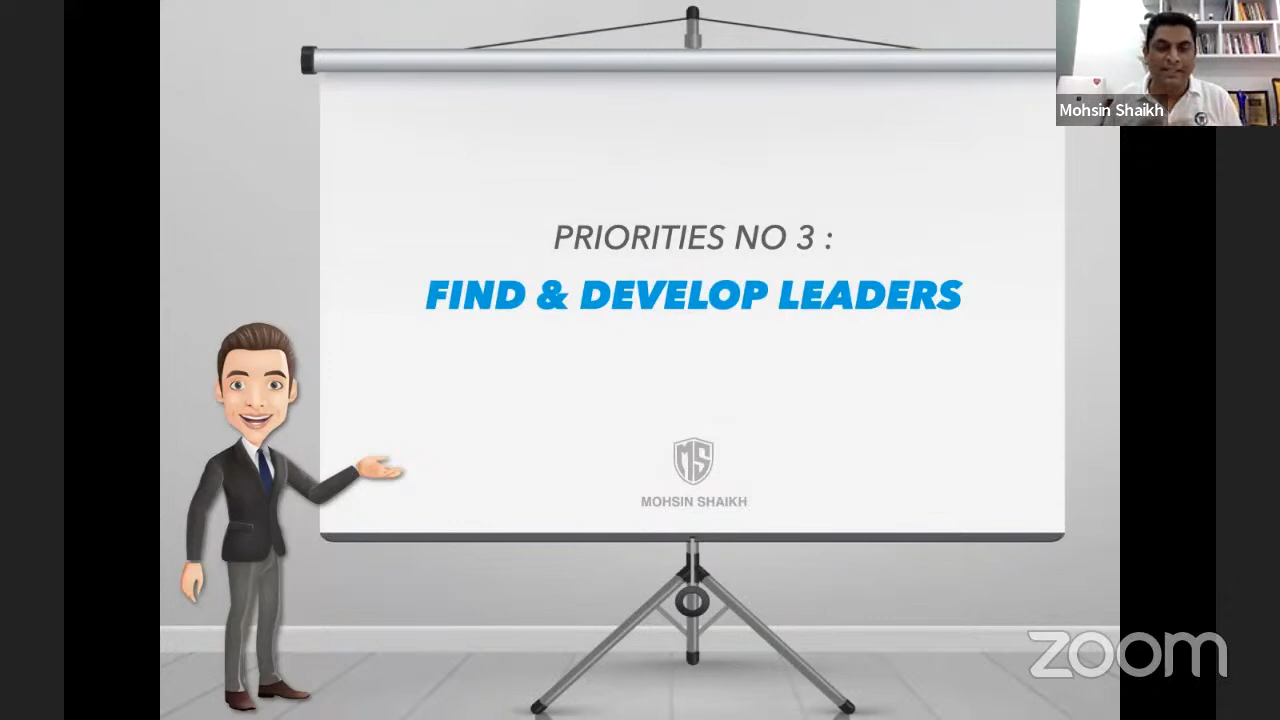 PRIORITIES NO 3 :
FIND & DEVELOP LEADERS
MS
MOHSIN SHAIKH
Mohsin Shaikh
zoom